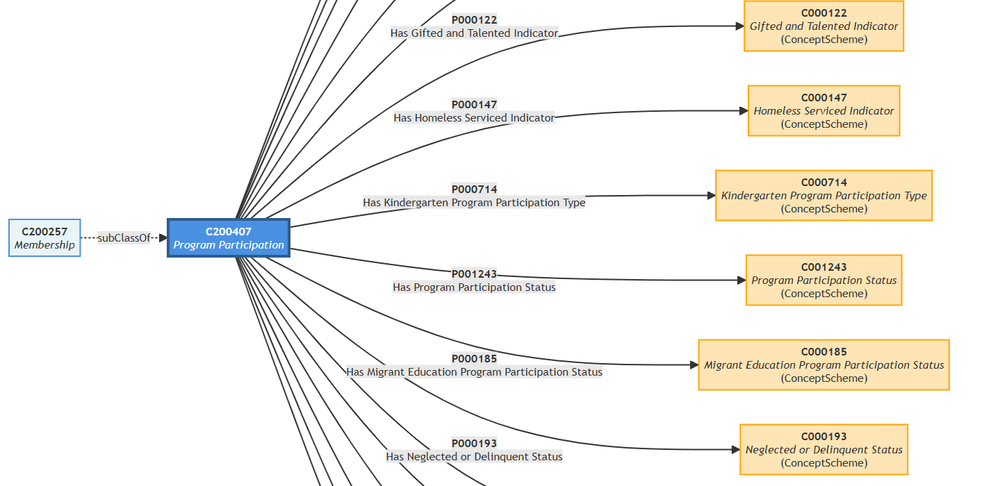 P000122
Has Gifted and Talented Indicator
C000122
Gifted and Talented Indicator
(ConceptScheme)
P000147
Has Homeless Serviced Indicator
C000147
Homeless Serviced Indicator
(ConceptScheme)
P000714
Has Kindergarten Program Participation Type
C000714
Kindergarten Program Participation Type
(ConceptScheme)
C200257
Membership
subClassOf
C200407
Program Participation
P001243
Has Program Participation Status
C001243
Program Participation Status
(ConceptScheme)
P000185
Has Migrant Education Program Participation Status
C000185
Migrant Education Program Participation Status
(ConceptScheme)
P000193
Has Neglected or Delinquent Status
C000193
Neglected or Delinquent Status
(ConceptScheme)